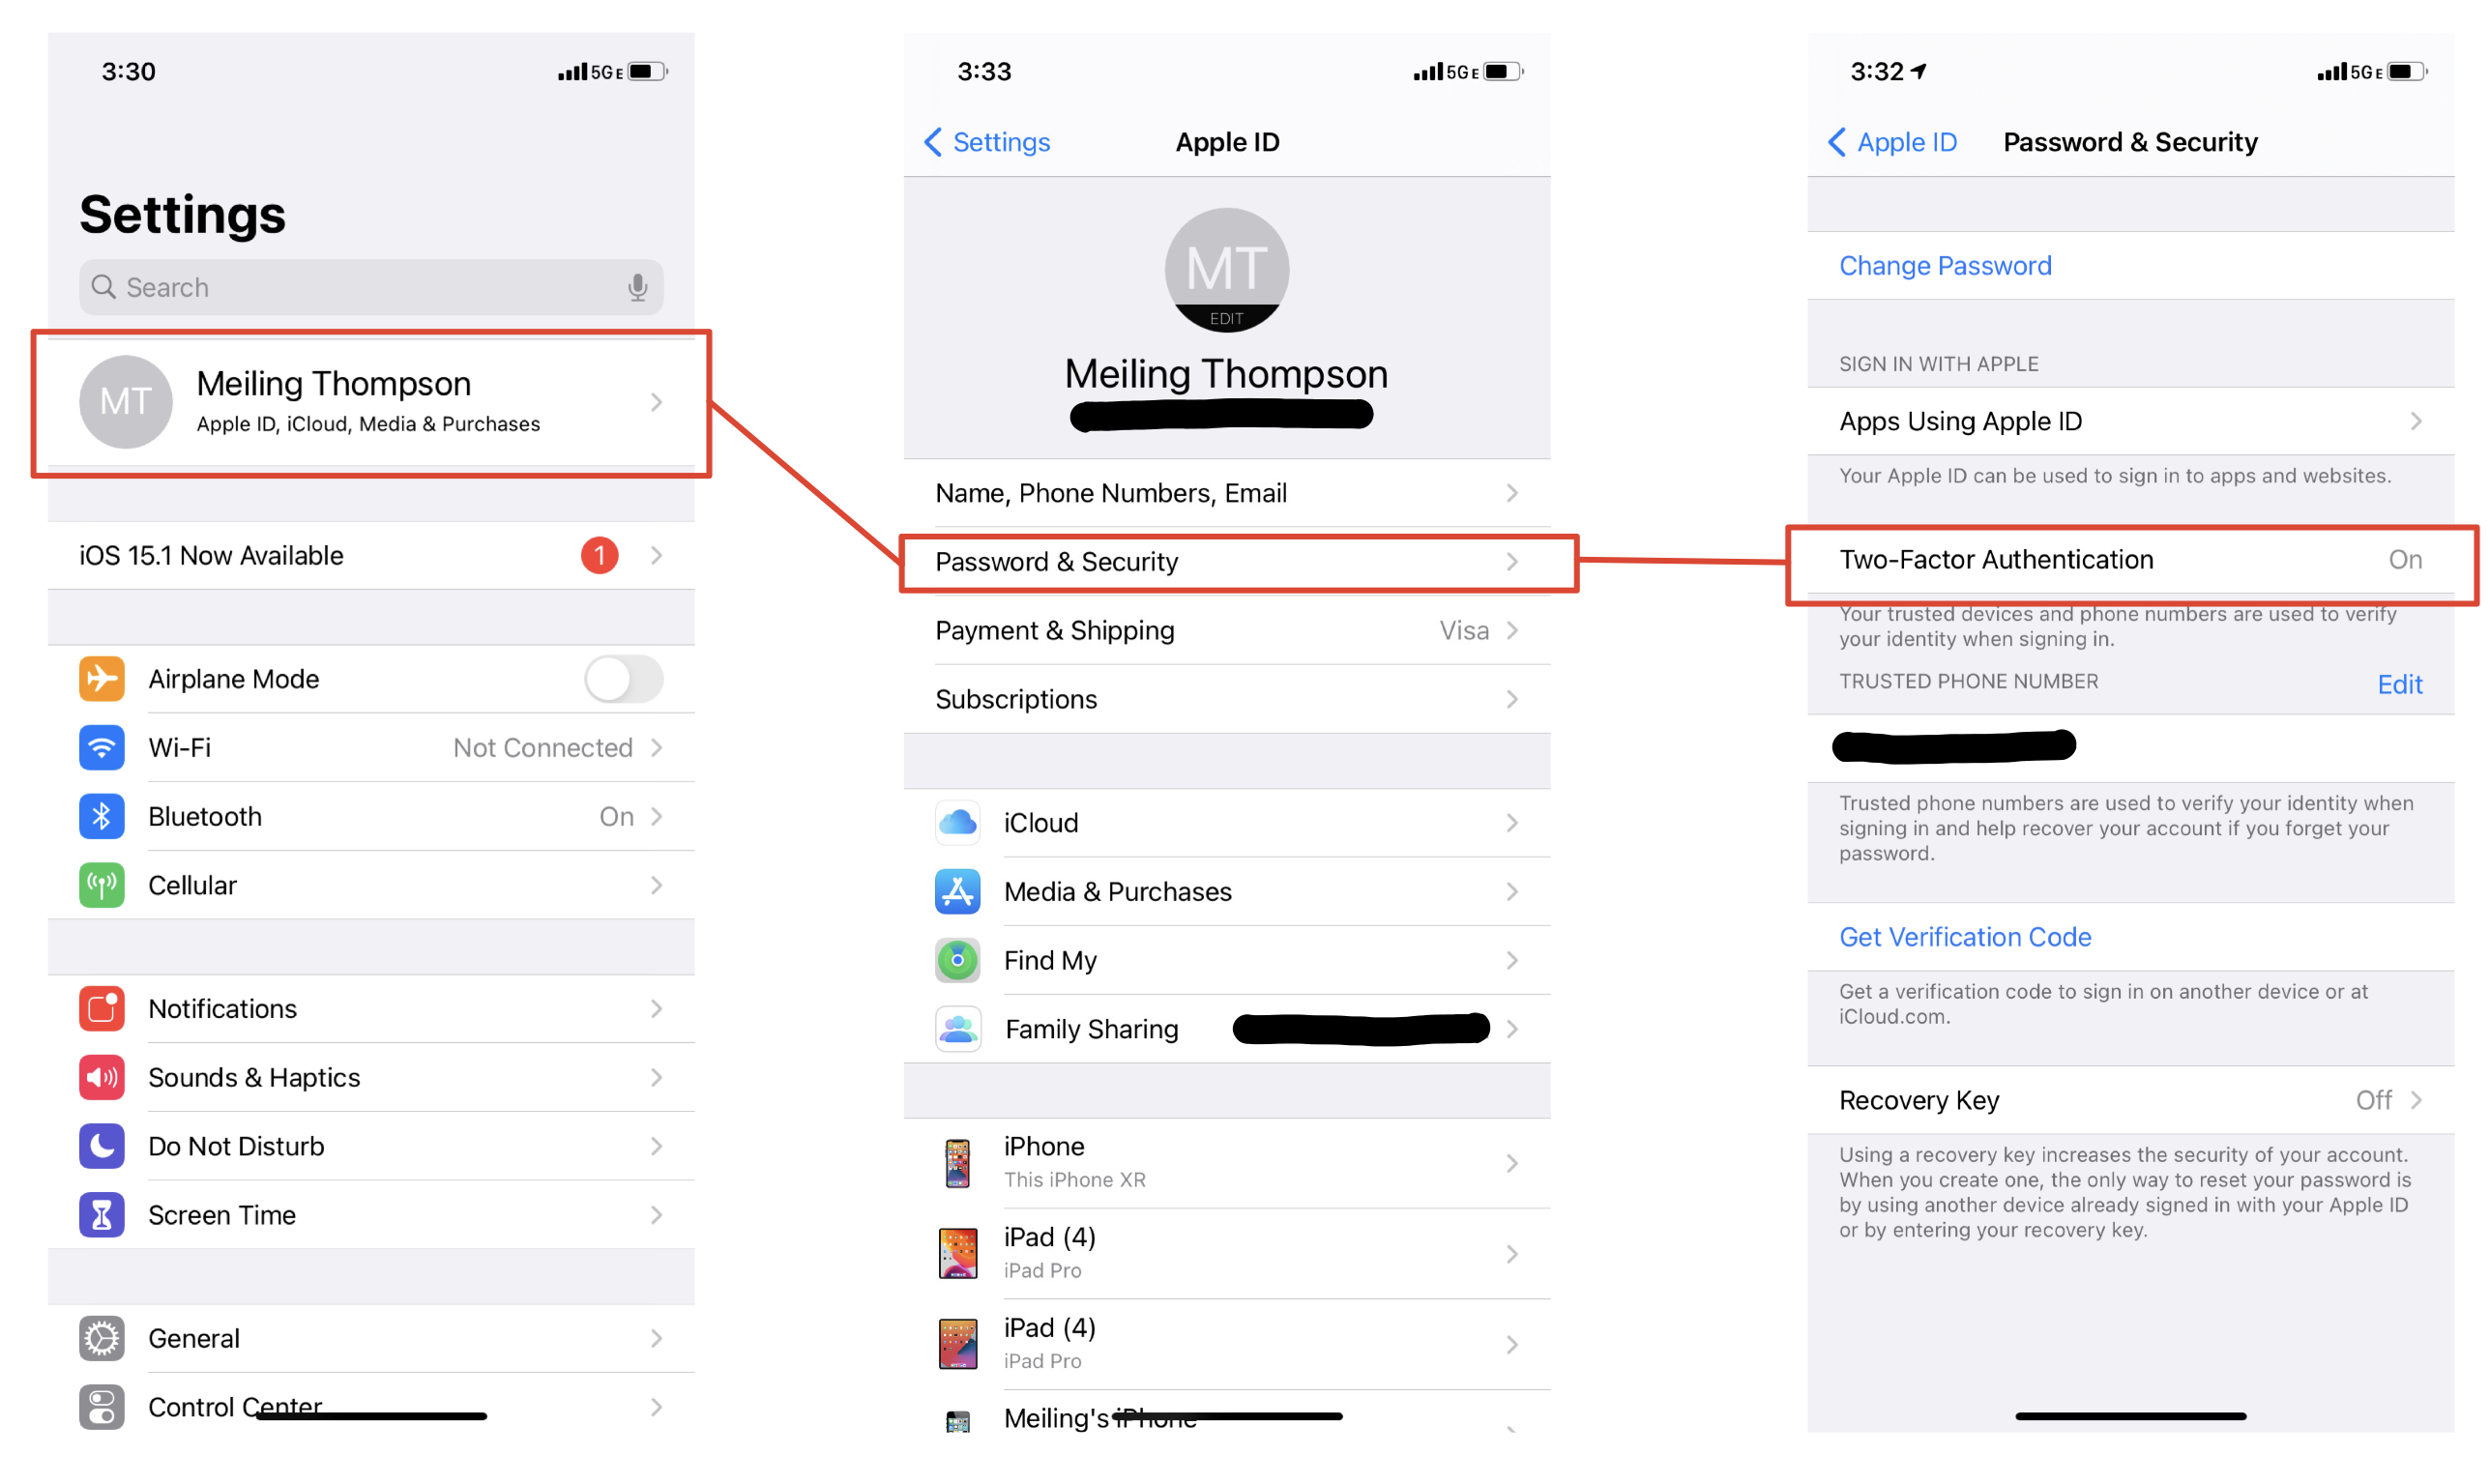 3:30
5GE
Settings
Search
MT
Meiling Thompson
Apple ID, iCloud, Media & Purchases
iOS 15.1 Now Available
1
Airplane Mode
Wi-Fi
Not Connected
Bluetooth
On
Cellular
Notifications
Sounds & Haptics
Do Not Disturb
Screen Time
General
Control Center
3:33
5GE
Settings
Apple ID
MT
EDIT
Meiling Thompson
Name, Phone Numbers, Email
Password & Security
Payment & Shipping
Visa
Subscriptions
iCloud
Media & Purchases
Find My
Family Sharing
iPhone
This iPhone XR
iPad (4)
iPad Pro
iPad (4)
iPad Pro
Meiling's iPhone
3:32
5GE
Apple ID
Password & Security
Change Password
SIGN IN WITH APPLE
Apps Using Apple ID
Your Apple ID can be used to sign in to apps and websites.
Two-Factor Authentication
On
Your trusted devices and phone numbers are used to verify
your identity when signing in.
TRUSTED PHONE NUMBER
Edit
Trusted phone numbers are used to verify your identity when
signing in and help recover your account if you forget your
password.
Get Verification Code
Get a verification code to sign in on another device or at
iCloud.com.
Recovery Key
Off
Using a recovery key increases the security of your account.
When you create one, the only way to reset your password is
by using another device already signed in with your Apple ID
or by entering your recovery key.